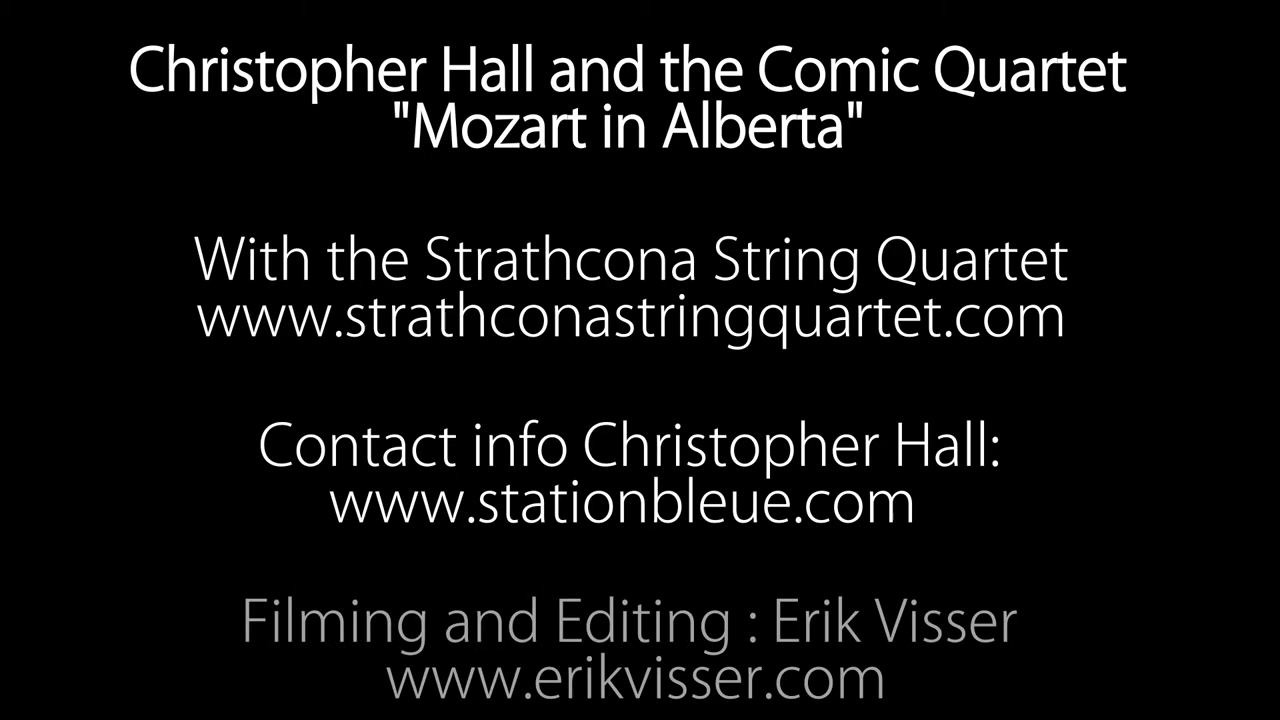 Christopher Hall and the Comic Quartet
"Mozart in Alberta"
With the Strathcona String Quartet
www.strathconastringquartet.com
Contact info Christopher Hall:
www.stationbleue.com
Filming and Editing : Erik Visser
www.erikvisser.com